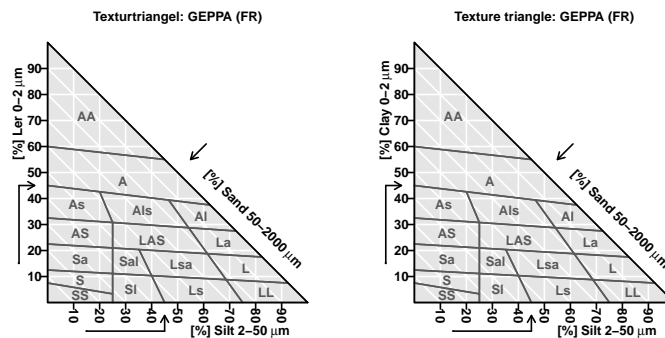 Texturtriangel: GEPPA (FR)
[%] Ler 0–2 µm
[%] Sand 50–2000 µm
[%] Silt 2–50 µm
90
80
70
60
50
40
30
20
10
10
20
30
40
50
60
70
80
90
AA
A
As
Als
Al
AS
LAS
La
Sa
Sal
Lsa
L
S
SS
Sl
Ls
LL
Texture triangle: GEPPA (FR)
[%] Clay 0–2 µm
[%] Sand 50–2000 µm
[%] Silt 2–50 µm
90
80
70
60
50
40
30
20
10
10
20
30
40
50
60
70
80
90
AA
A
As
Als
Al
AS
LAS
La
Sa
Sal
Lsa
L
S
SS
Sl
Ls
LL